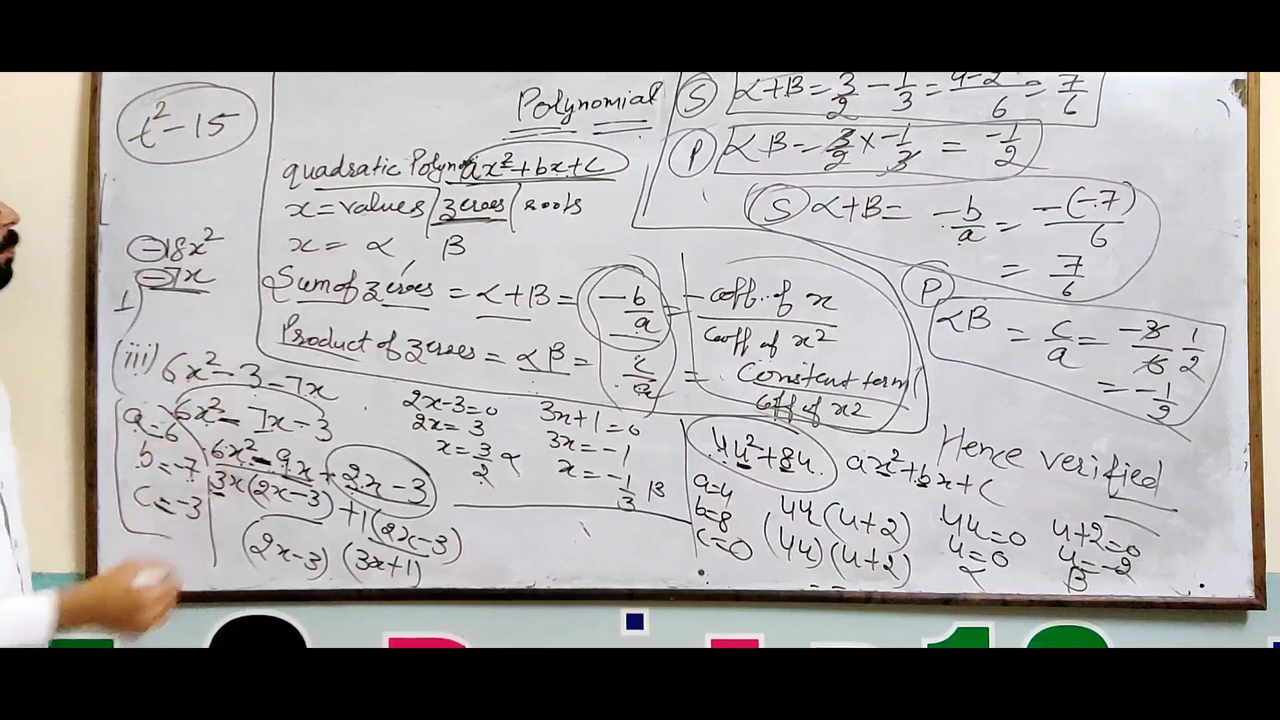 t² - 15
Polynomial
quadratic Polyno ax² + bx + c
x = values / zeroes / roots
x = α , β
Sum of zeroes = α + β = -b/a = - coff. of x / coeff of x²
Product of zeroes = αβ = c/a = Constent term / coff of x2
-18x²
-7x
(S) α+β = 3/2 - 1/3 = 9-2/6 = 7/6
(P) αβ = 3/2 × -1/3 = -1/2
(S) α+β = -b/a = -(-7)/6
= 7/6
(P)
αβ = c/a = -3/6 1/2
= -1/2
Hence verified
(iii) 6x² - 3 - 7x
6x² - 7x - 3
6x² - 9x + 2x - 3
3x(2x-3) + 1(2x-3)
(2x-3) (3x+1)
a=6
b=-7
c=-3
2x-3=0
2x=3
x=3/2 α
3x+1=0
3x=-1
x=-1/3 β
4u² + 8u.
ax² + bx + c
a=4
b=8
c=0
4u(u+2)
(4u)(u+2)
4u=0
u=0
α
u+2=0
u=-2
β